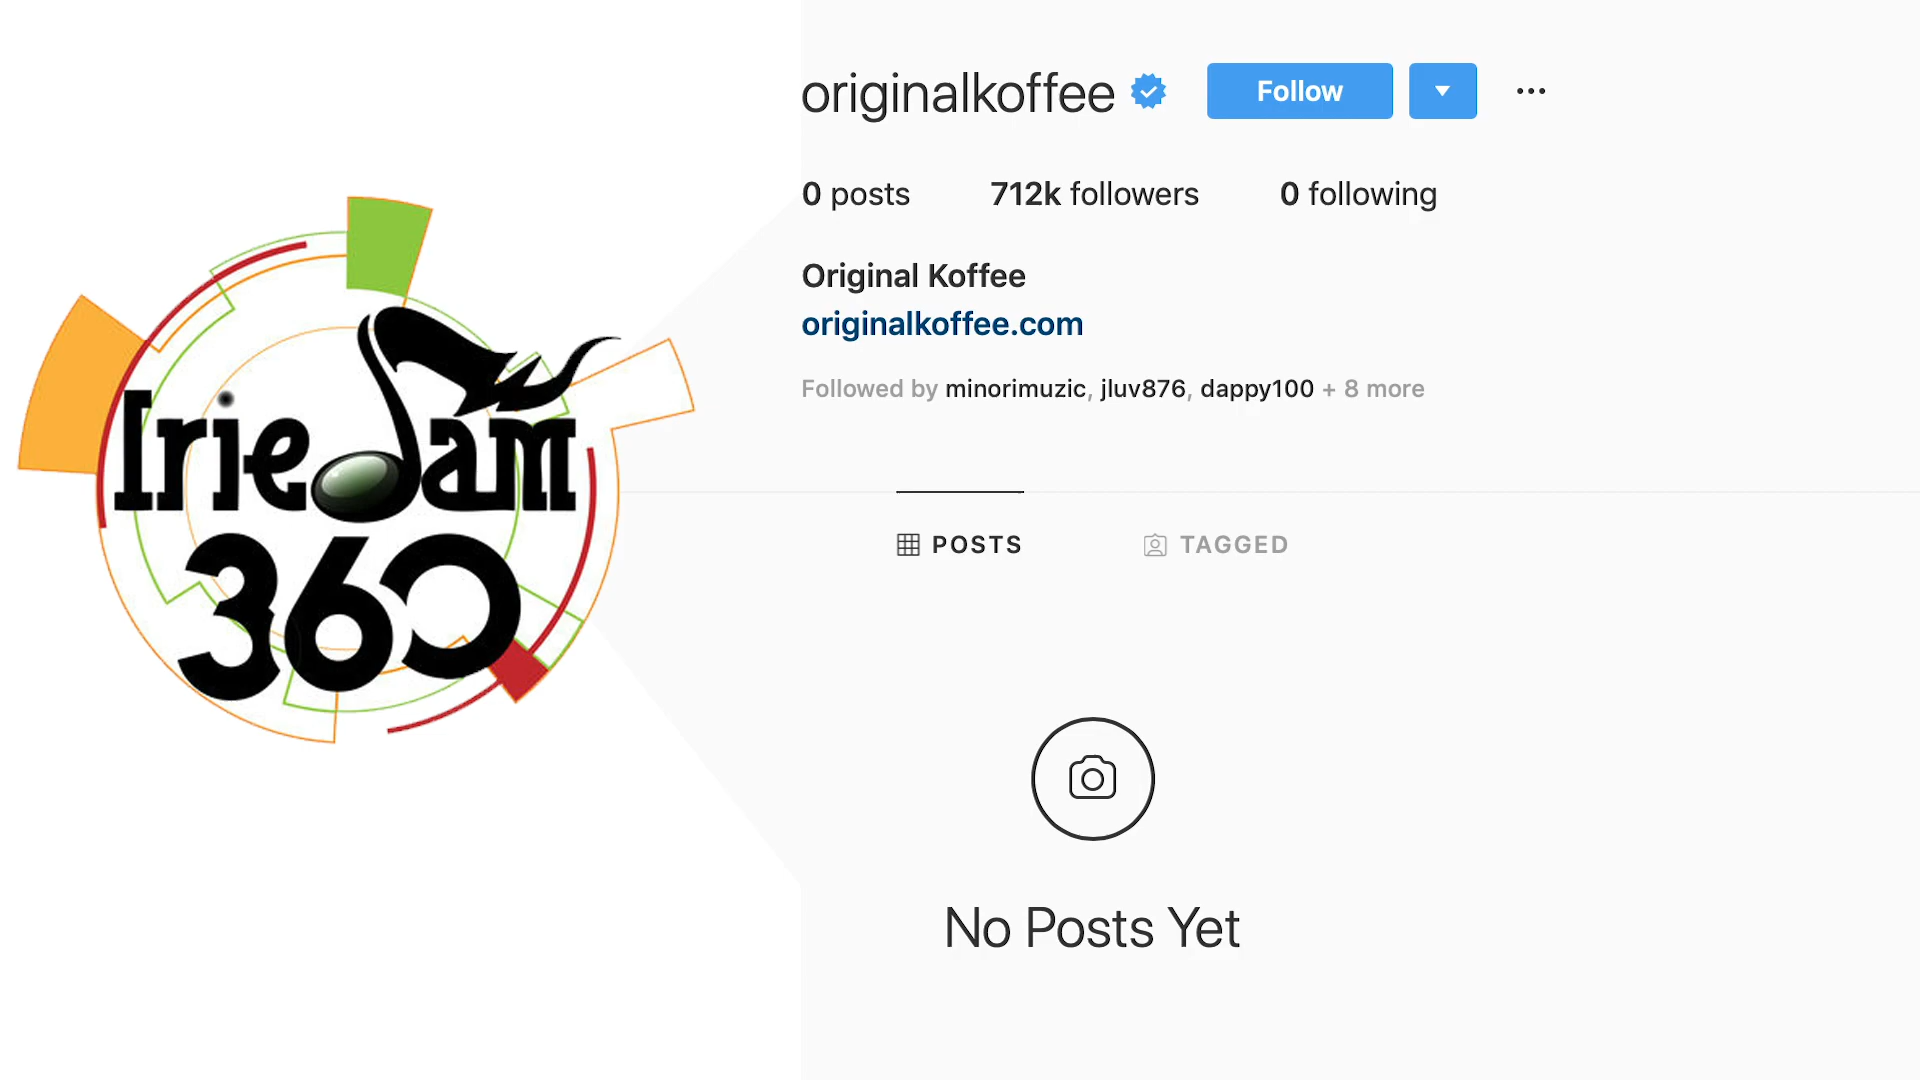 originalkoffee
Follow
0 posts 712k followers 0 following
Original Koffee
originalkoffee.com
Followed by minorimuzic, jluv876, dappy100 + 8 more
IrieJam
360
POSTS TAGGED
No Posts Yet